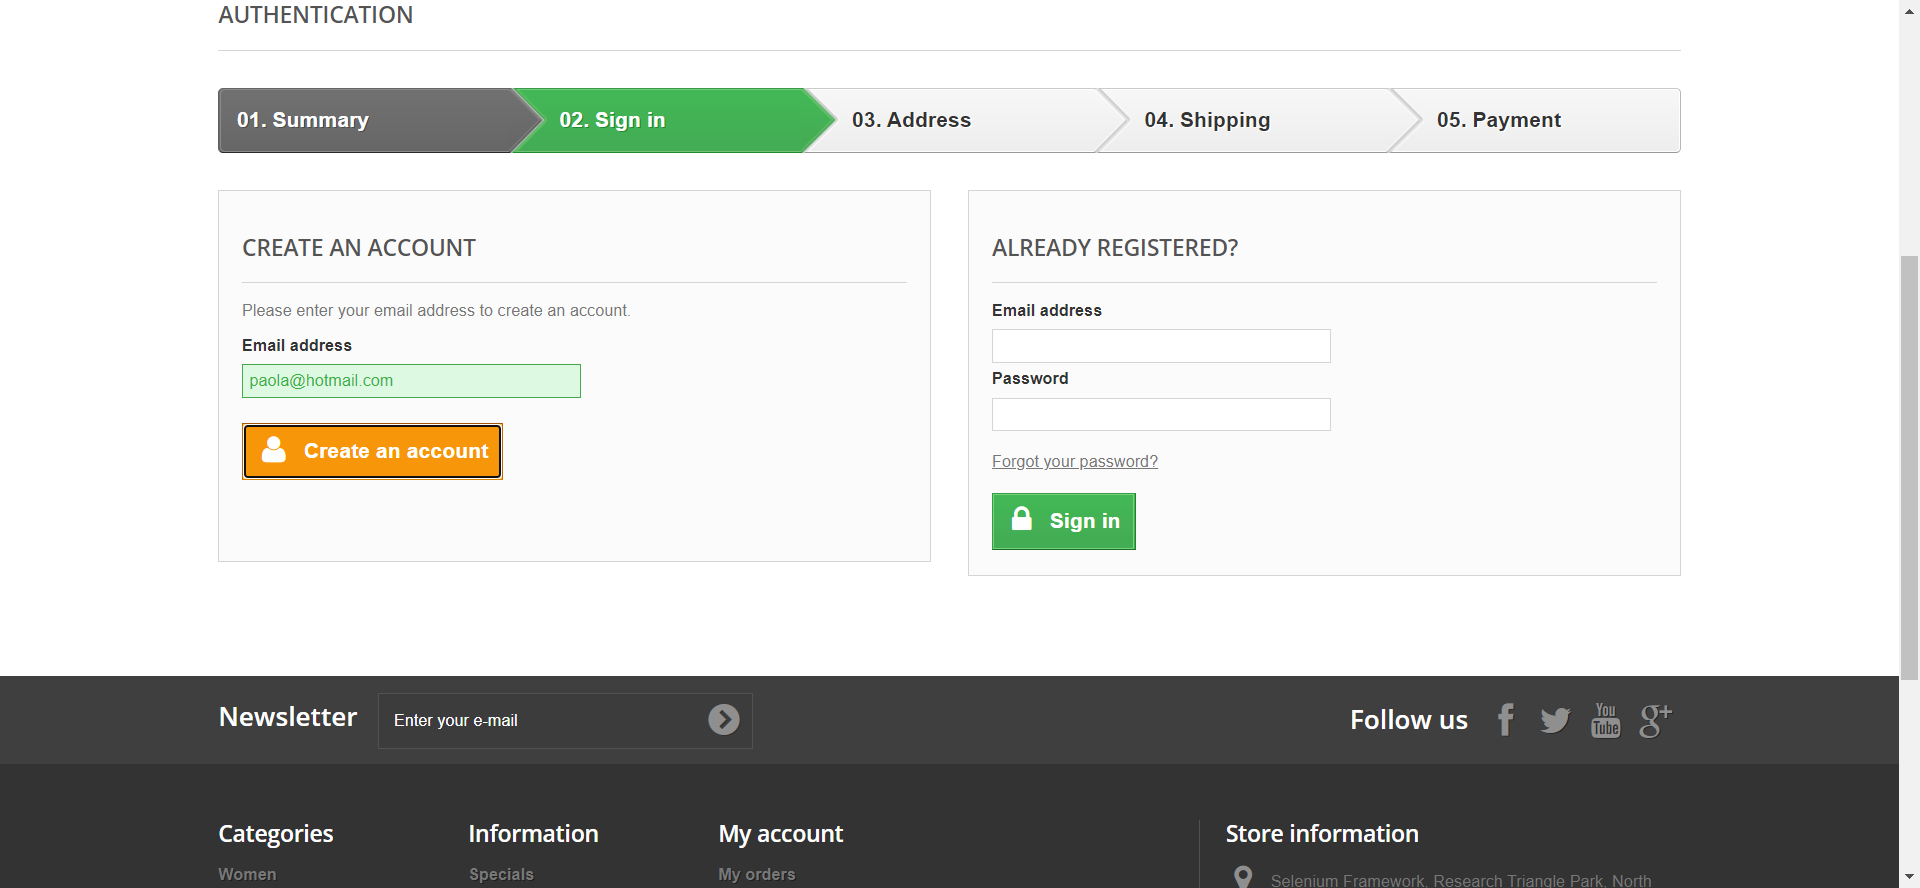 AUTHENTICATION
01. Summary
02. Sign in
03. Address
04. Shipping
05. Payment
CREATE AN ACCOUNT
Please enter your email address to create an account.
Email address
paola@hotmail.com
Create an account
ALREADY REGISTERED?
Email address
Password
Forgot your password?
Sign in
Newsletter
Enter your e-mail
Follow us
f
You
Tube
g+
Categories
Women
Information
Specials
My account
My orders
Store information
Selenium Framework, Research Triangle Park, North